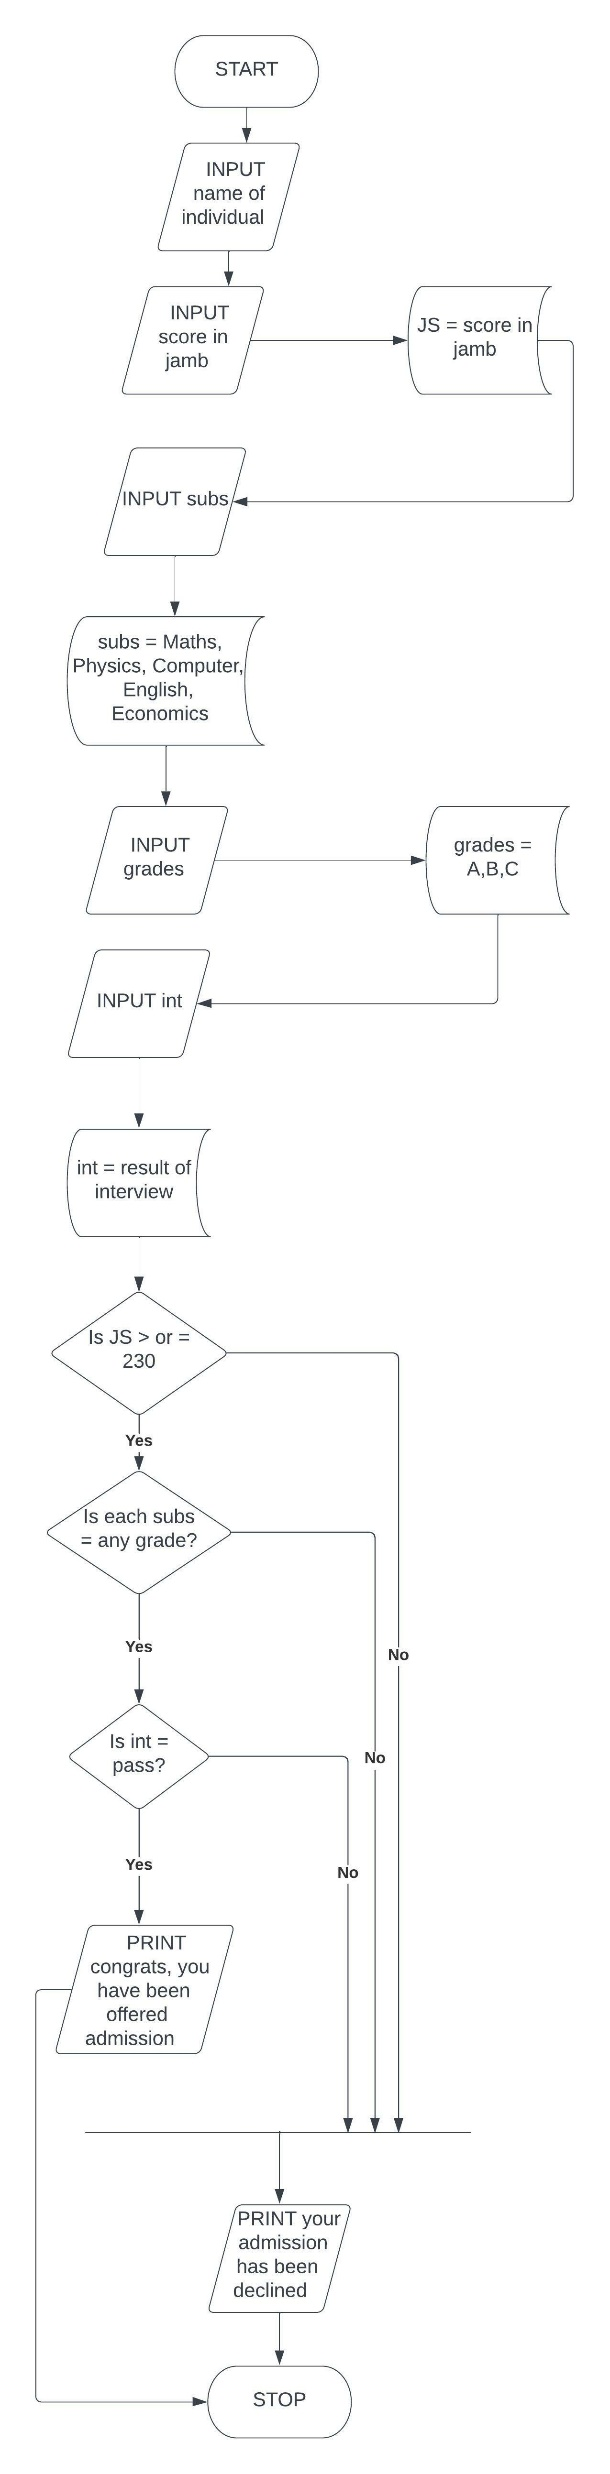 START
INPUT
name of
individual
INPUT
score in
jamb
JS = score in
jamb
INPUT subs
subs = Maths,
Physics, Computer,
English,
Economics
INPUT
grades
grades =
A,B,C
INPUT int
int = result of
interview
Is JS > or =
230
Yes
Is each subs
= any grade?
Yes
No
Is int =
pass?
No
Yes
No
PRINT
congrats, you
have been
offered
admission
PRINT your
admission
has been
declined
STOP